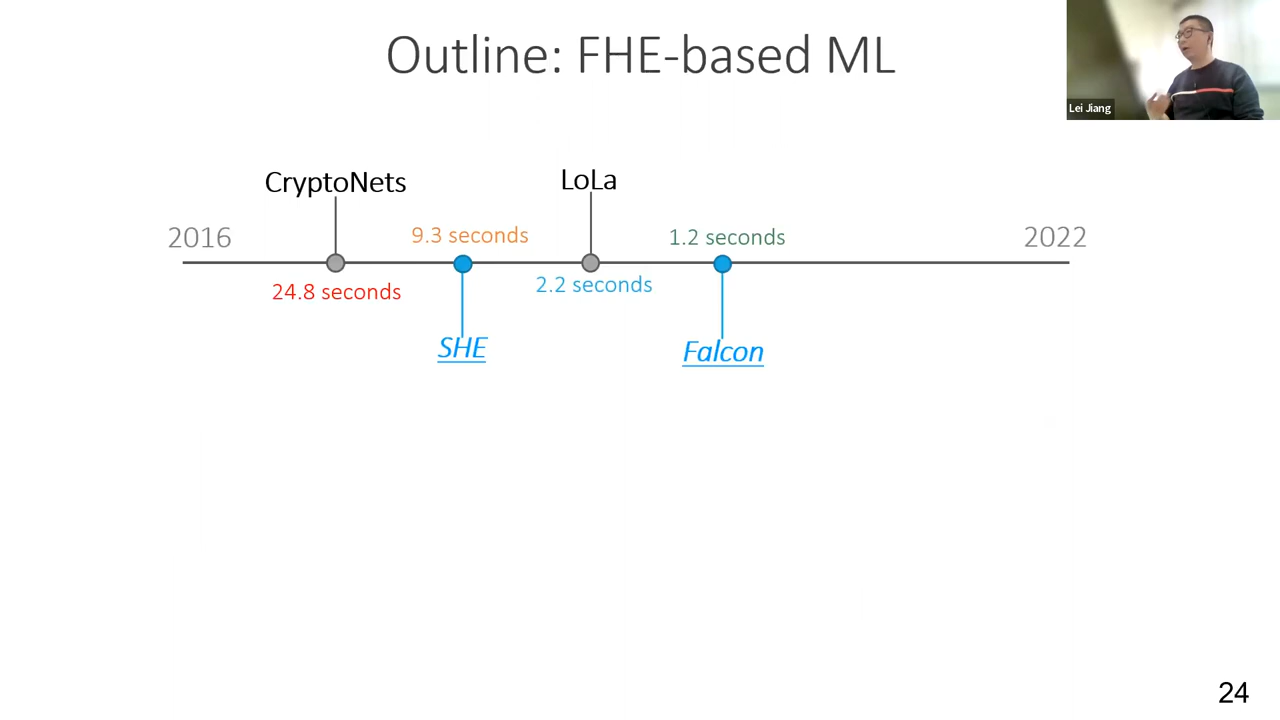 Outline: FHE-based ML
Lei Jiang
CryptoNets
LoLa
2016
9.3 seconds
1.2 seconds
2022
24.8 seconds
2.2 seconds
SHE
Falcon
24